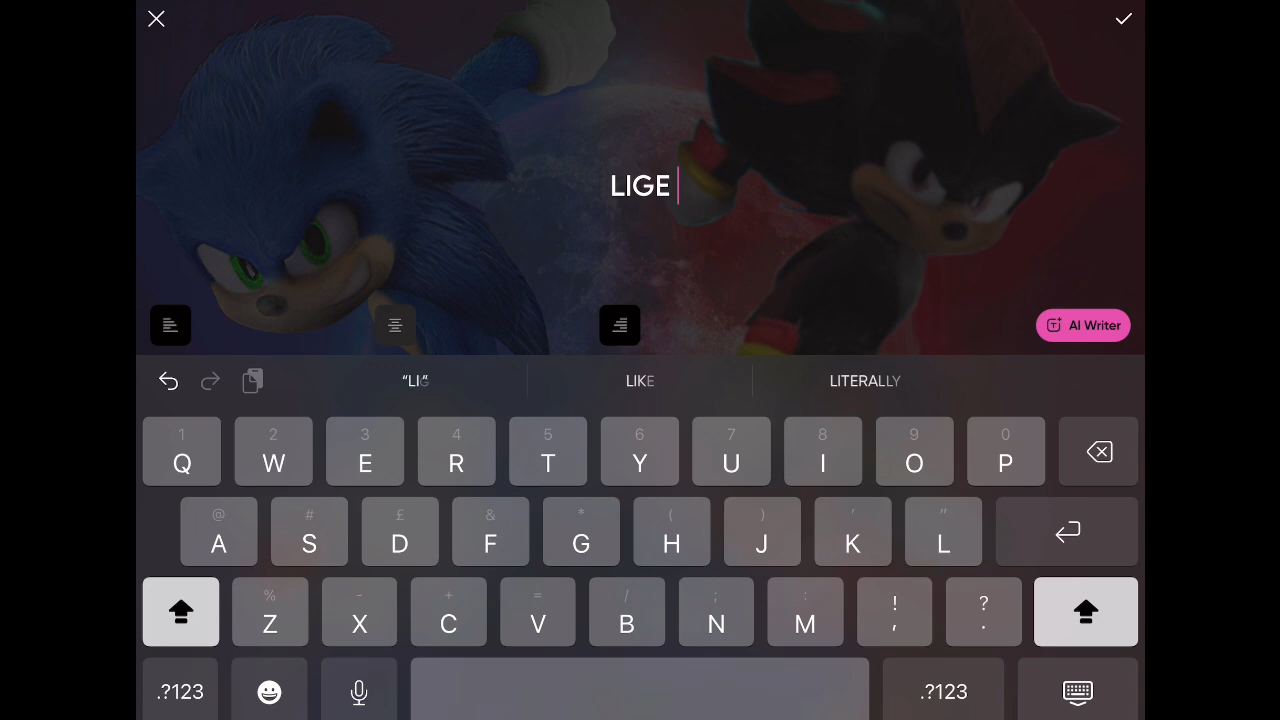 LIGE
AI Writer
“LIG”
LIKE
LITERALLY
1 2 3 4 5 6 7 8 9 0
Q W E R T Y U I O P
@ # £ & * ( ) ' "
A S D F G H J K L
% - + = / ; : ! ?
Z X C V B N M , .
.?123 .?123